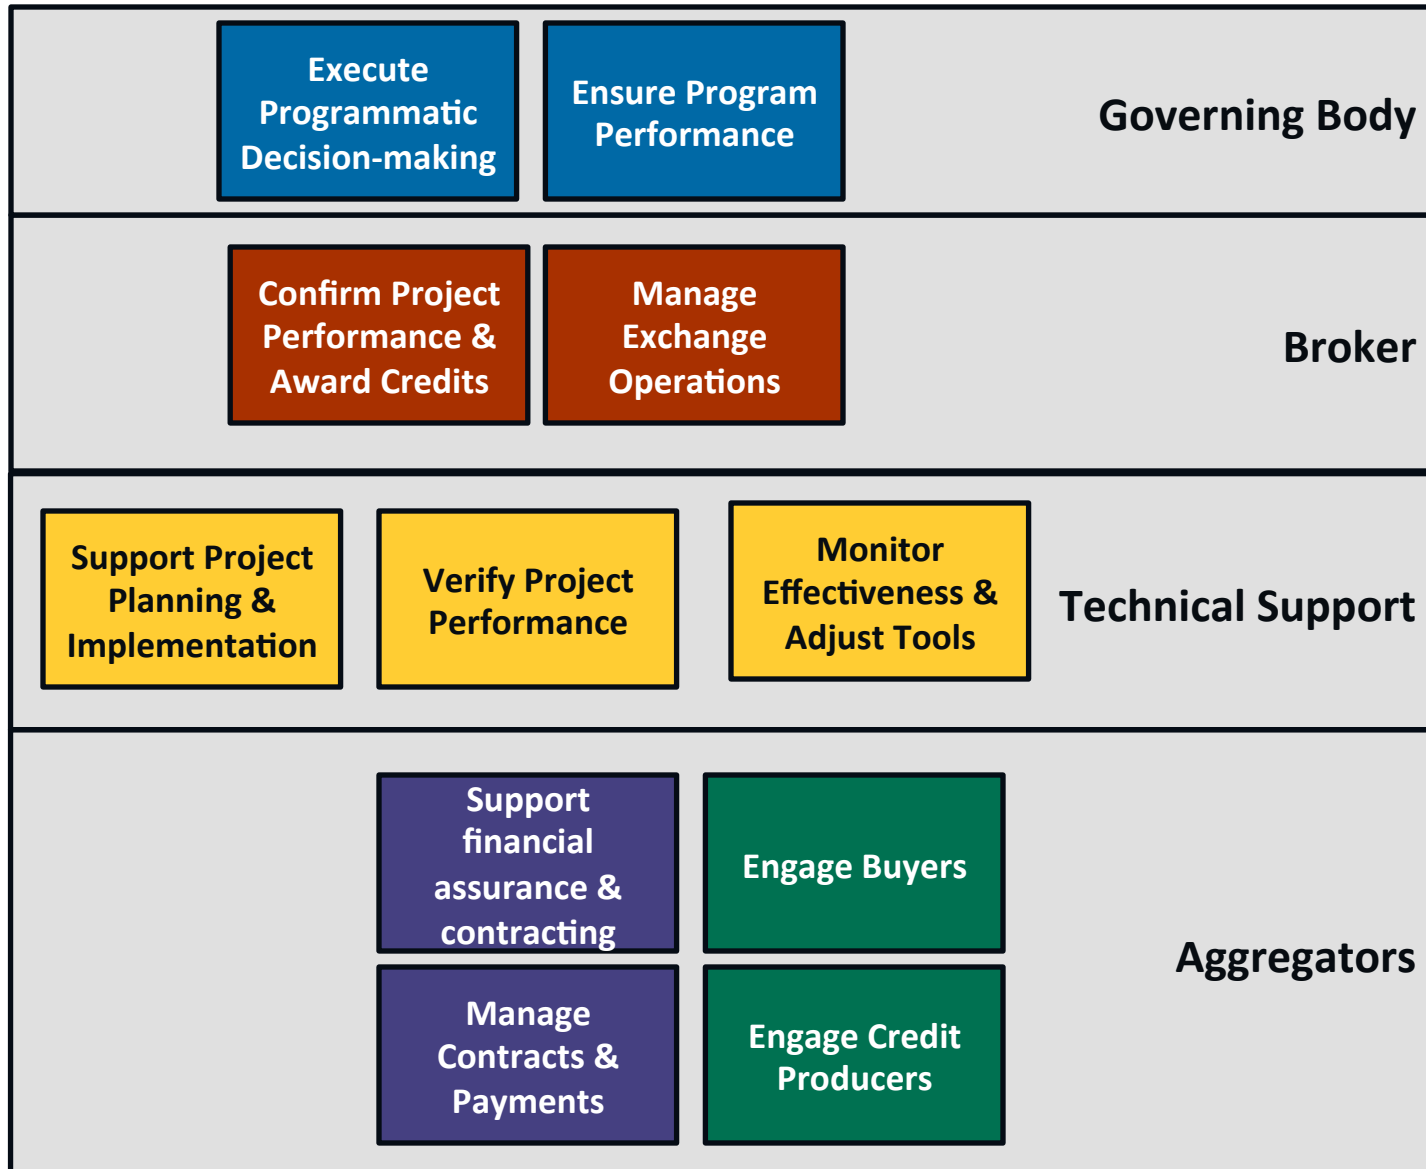 Execute
Programmatic
Decision-making
Ensure Program
Performance
Governing Body
Confirm Project
Performance &
Award Credits
Manage
Exchange
Operations
Broker
Support Project
Planning &
Implementation
Verify Project
Performance
Monitor
Effectiveness &
Adjust Tools
Technical Support
Support
financial
assurance &
contracting
Engage Buyers
Aggregators
Manage
Contracts &
Payments
Engage Credit
Producers